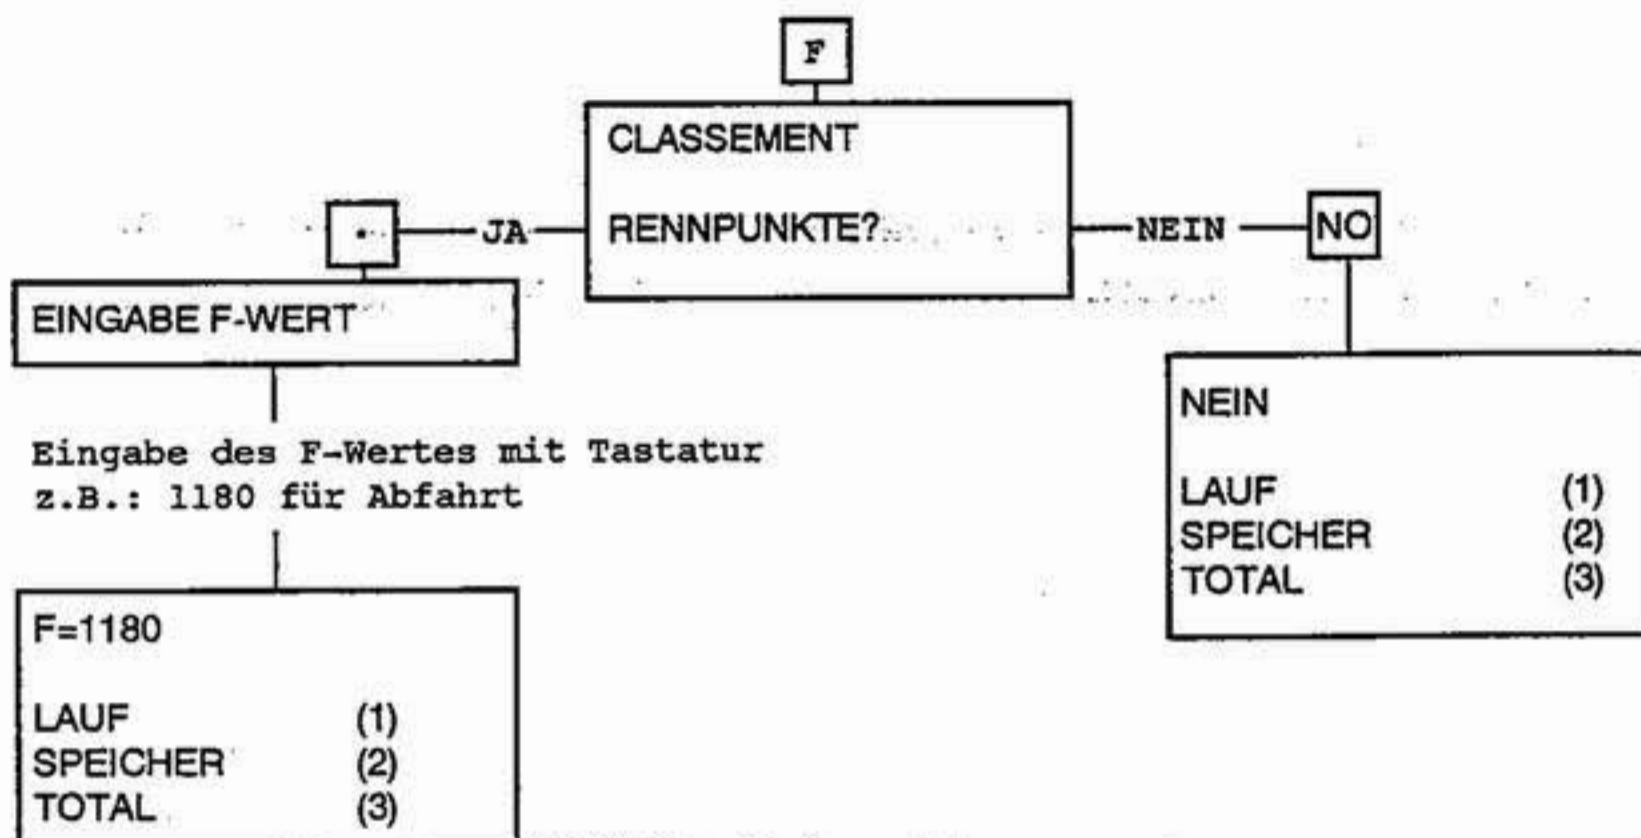 F
CLASSEMENT
RENNPUNKTE?
. JA
NEIN NO
EINGABE F-WERT
Eingabe des F-Wertes mit Tastatur
z.B.: 1180 für Abfahrt
F=1180
LAUF (1)
SPEICHER (2)
TOTAL (3)
NEIN
LAUF (1)
SPEICHER (2)
TOTAL (3)